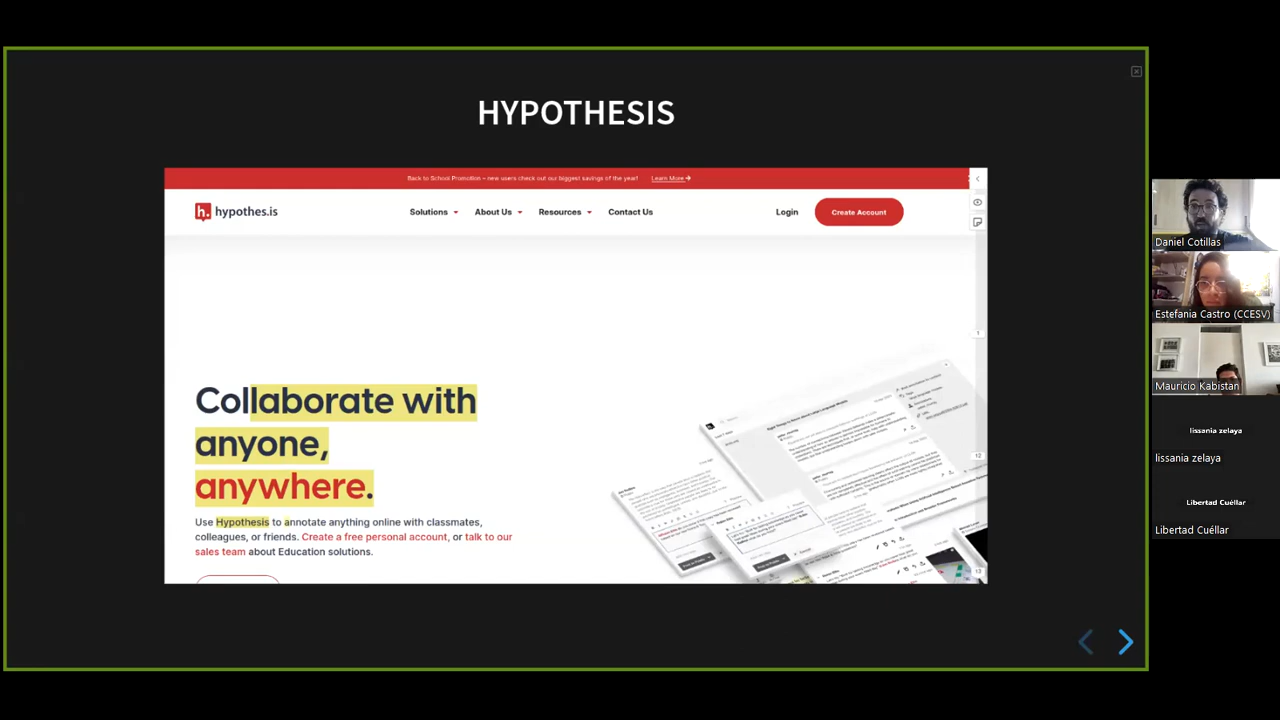 HYPOTHESIS
Back to School Promotion – new users check out our biggest savings of the year! Learn More →
h. hypothes.is
Solutions
About Us
Resources
Contact Us
Login
Create Account
Collaborate with
anyone,
anywhere.
Use Hypothesis to annotate anything online with classmates,
colleagues, or friends. Create a free personal account, or talk to our
sales team about Education solutions.
Daniel Cotillas
Estefania Castro (CCESV)
Mauricio Kabistan
lissania zelaya
lissania zelaya
Libertad Cuéllar
Libertad Cuéllar